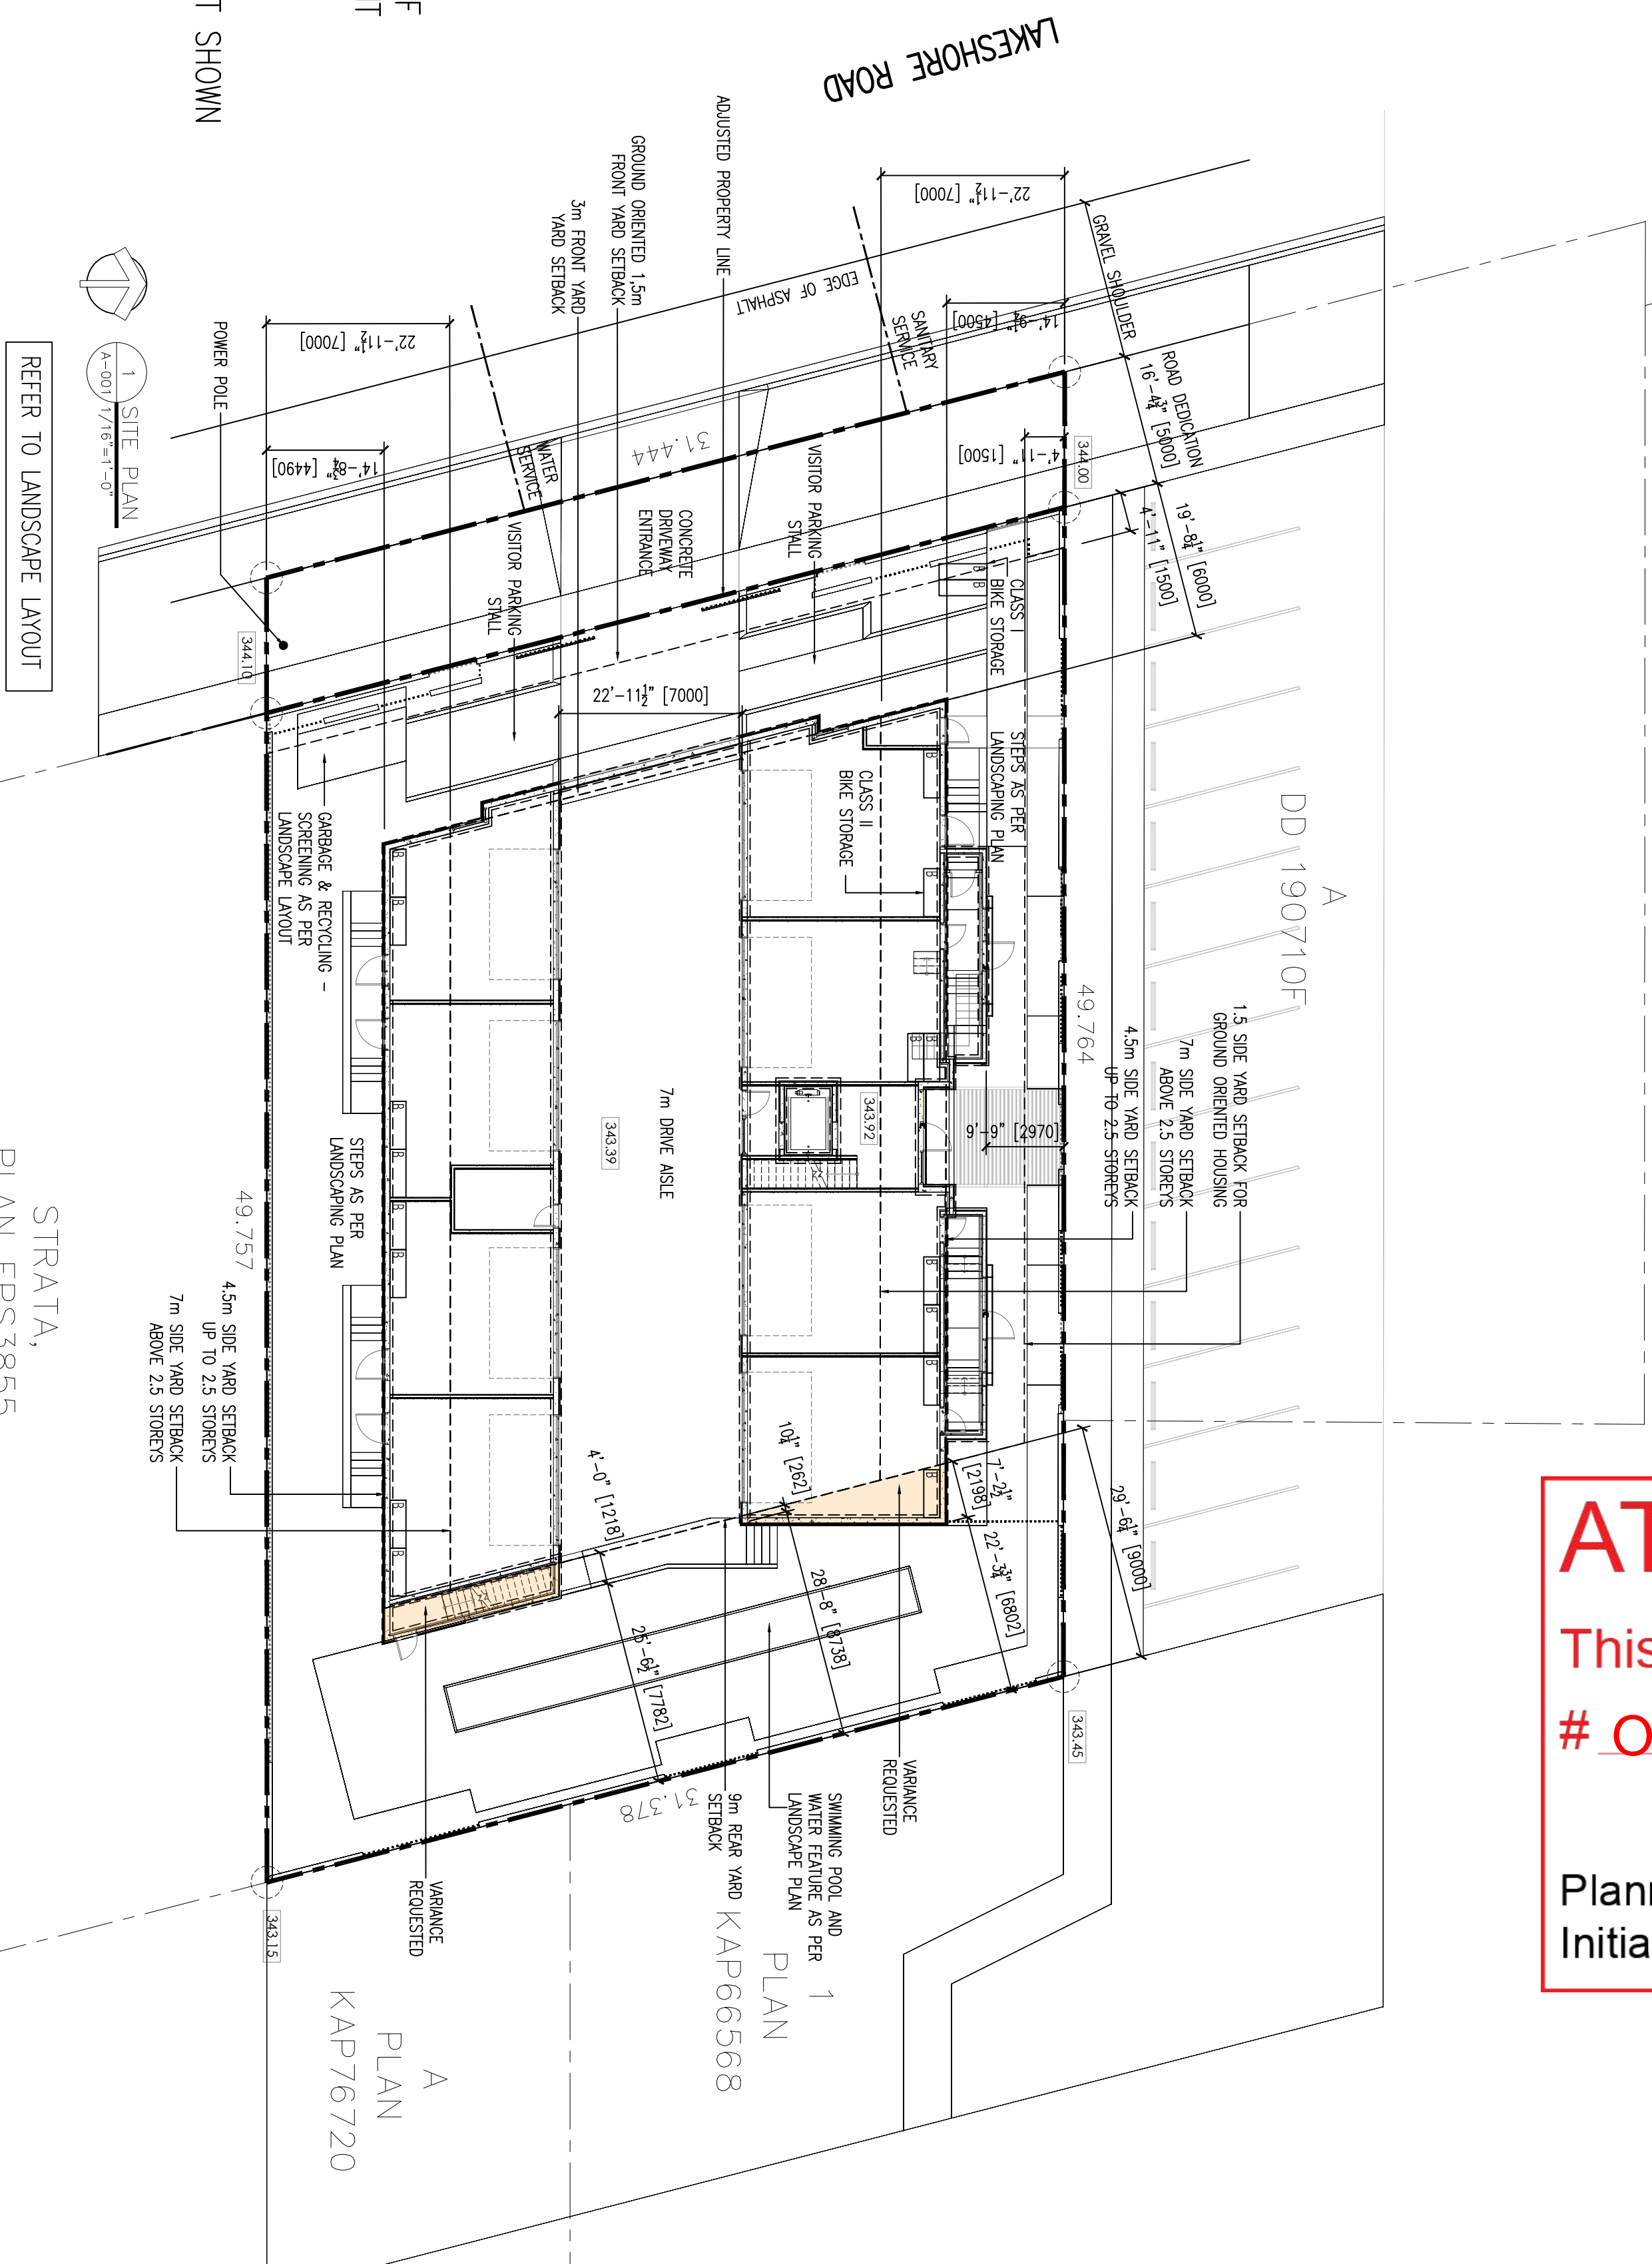 LAKESHORE ROAD
T SHOWN
F
T
ADJUSTED PROPERTY LINE
GROUND ORIENTED 1.5m
FRONT YARD SETBACK
3m FRONT YARD
YARD SETBACK
22'-11½" [7000]
GRAVEL SHOULDER
EDGE OF ASPHALT
SANITARY
SERVICE
14'-9¼" [4500]
ROAD DEDICATION
16'-4¾" [5000]
344.00
4'-11" [1500]
19'-8¼" [6000]
4'-11" [1500]
22'-11½" [7000]
14'-8¾" [4490]
POWER POLE
1
A-001
SITE PLAN
1/16"=1'-0"
REFER TO LANDSCAPE LAYOUT
31.444
WATER
SERVICE
VISITOR PARKING
STALL
CONCRETE
DRIVEWAY
ENTRANCE
VISITOR PARKING
STALL
344.10
CLASS I
BIKE STORAGE
B
B
22'-11½" [7000]
STEPS AS PER
LANDSCAPING PLAN
CLASS II
BIKE STORAGE
GARBAGE & RECYCLING -
SCREENING AS PER
LANDSCAPE LAYOUT
A
DD 190710F
49.764
1.5 SIDE YARD SETBACK FOR
GROUND ORIENTED HOUSING
7m SIDE YARD SETBACK
ABOVE 2.5 STOREYS
4.5m SIDE YARD SETBACK
UP TO 2.5 STOREYS
9'-9" [2970]
343.92
7m DRIVE AISLE
343.39
STEPS AS PER
LANDSCAPING PLAN
49.757
STRATA,
PLAN EPS3855
4.5m SIDE YARD SETBACK
UP TO 2.5 STOREYS
7m SIDE YARD SETBACK
ABOVE 2.5 STOREYS
10¼" [262]
4'-0" [1218]
7'-2½"
[2198]
22'-3¾" [6802]
29'-6¼" [9000]
28'-8" [8738]
25'-6½" [7782]
343.45
VARIANCE
REQUESTED
SWIMMING POOL AND
WATER FEATURE AS PER
LANDSCAPE PLAN
9m REAR YARD
SETBACK
31.378
VARIANCE
REQUESTED
343.15
1
PLAN
KAP66568
A
PLAN
KAP76720
AT
This
# O
Plann
Initia